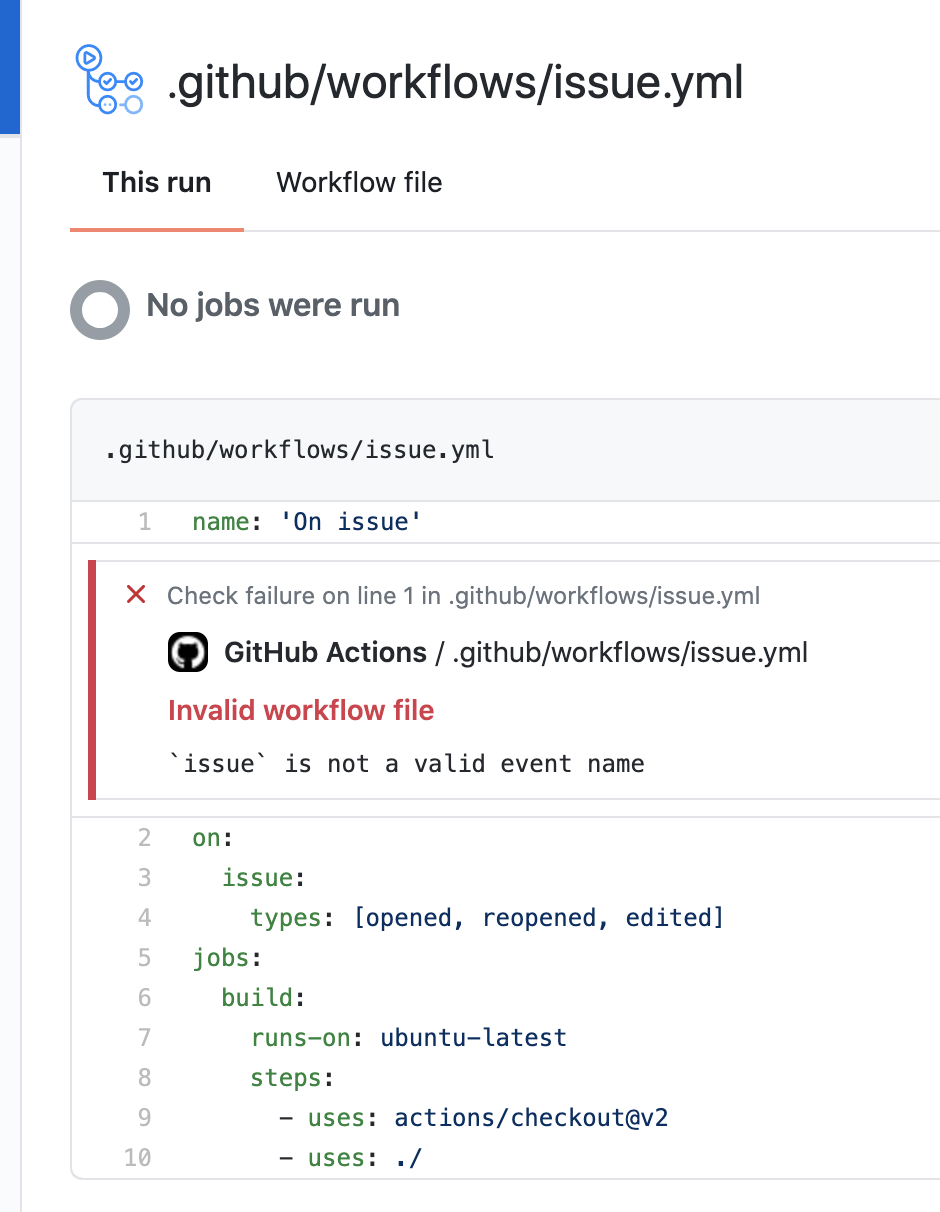 .github/workflows/issue.yml
This run Workflow file
No jobs were run
.github/workflows/issue.yml
1 name: 'On issue'
Check failure on line 1 in .github/workflows/issue.yml
GitHub Actions / .github/workflows/issue.yml
Invalid workflow file
`issue` is not a valid event name
2 on:
3 issue:
4 types: [opened, reopened, edited]
5 jobs:
6 build:
7 runs-on: ubuntu-latest
8 steps:
9 - uses: actions/checkout@v2
10 - uses: ./